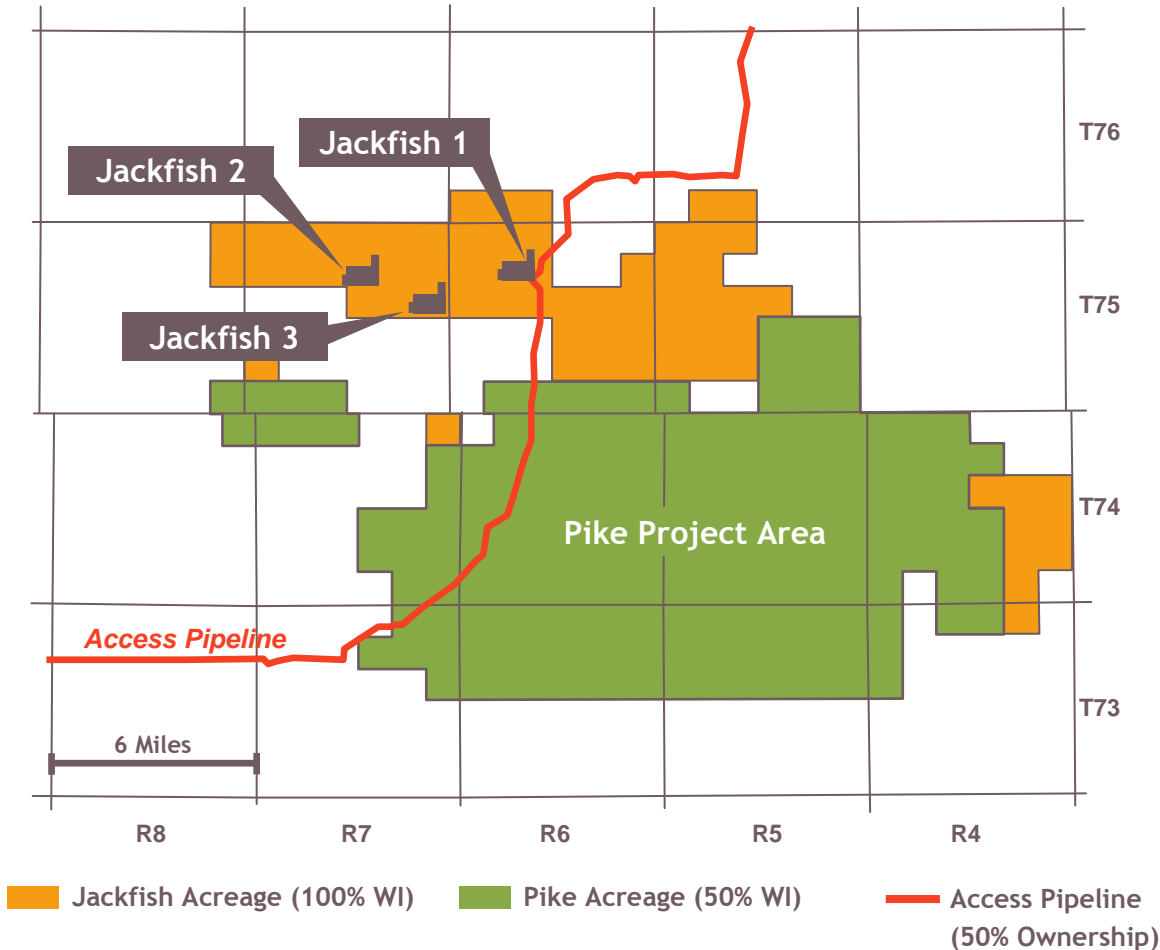 T76
Jackfish 1
Jackfish 2
T75
Jackfish 3
T74
Pike Project Area
Access Pipeline
T73
6 Miles
R8
R7
R6
R5
R4
Jackfish Acreage (100% WI)
Pike Acreage (50% WI)
Access Pipeline
(50% Ownership)